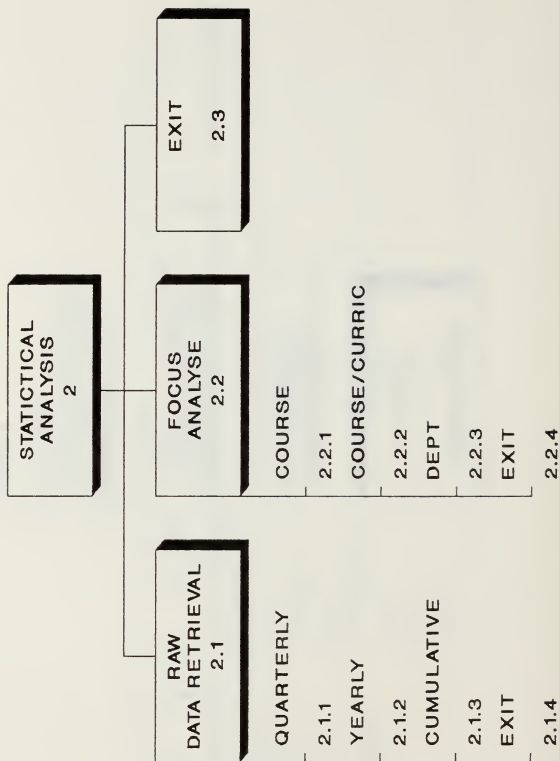 STATICTICAL
ANALYSIS
2
RAW
DATA RETRIEVAL
2.1
QUARTERLY
2.1.1
YEARLY
2.1.2
CUMULATIVE
2.1.3
EXIT
2.1.4
FOCUS
ANALYSE
2.2
COURSE
2.2.1
COURSE/CURRIC
2.2.2
DEPT
2.2.3
EXIT
2.2.4
EXIT
2.3